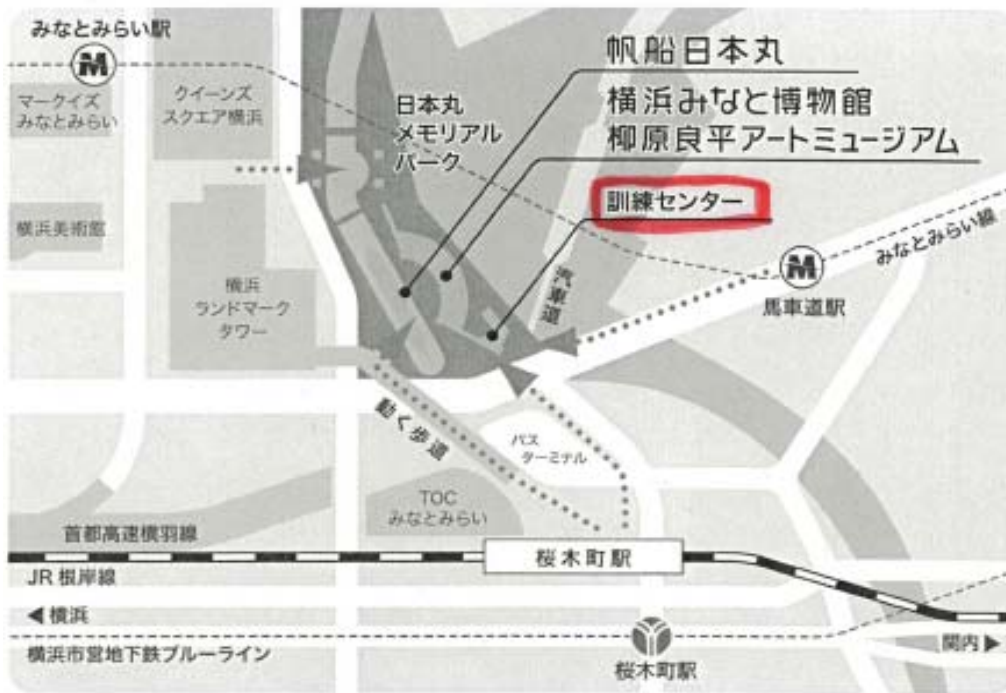 みなとみらい駅
マークイズ
みなとみらい
クイーンズ
スクエア横浜
日本丸
メモリアル
パーク
帆船日本丸
横浜みなと博物館
柳原良平アートミュージアム
訓練センター
みなとみらい線
馬車道駅
汽車道
横浜美術館
横浜
ランドマーク
タワー
動く歩道
バス
ターミナル
TOC
みなとみらい
首都高速横羽線
桜木町駅
JR 根岸線
◀横浜
横浜市営地下鉄ブルーライン
桜木町駅
関内▶